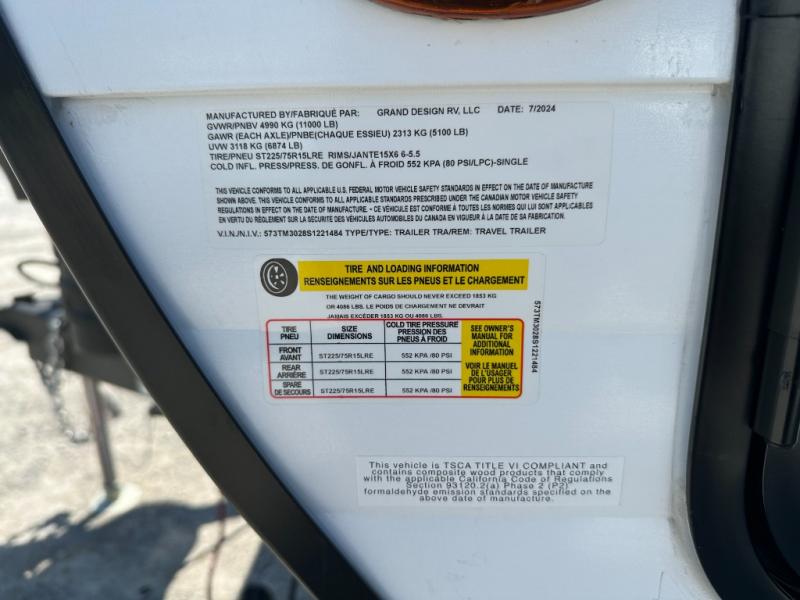 MANUFACTURED BY/FABRIQUÉ PAR: GRAND DESIGN RV, LLC DATE: 7/2024
GVWR/PNBV 4990 KG (11000 LB)
GAWR (EACH AXLE)/PNBE(CHAQUE ESSIEU) 2313 KG (5100 LB)
UVW 3118 KG (6874 LB)
TIRE/PNEU ST225/75R15LRE RIMS/JANTE15X6 6-5.5
COLD INFL. PRESS/PRESS. DE GONFL. À FROID 552 KPA (80 PSI/LPC)-SINGLE
THIS VEHICLE CONFORMS TO ALL APPLICABLE U.S. FEDERAL MOTOR VEHICLE SAFETY STANDARDS IN EFFECT ON THE DATE OF MANUFACTURE
SHOWN ABOVE. THIS VEHICLE CONFORMS TO ALL APPLICABLE STANDARDS PRESCRIBED UNDER THE CANADIAN MOTOR VEHICLE SAFETY
REGULATIONS IN EFFECT ON THE DATE OF MANUFACTURE. - CE VÉHICULE EST CONFORME À TOUTES LES NORMES QUI LUI SONT APPLICABLES
EN VERTU DU RÈGLEMENT SUR LA SÉCURITÉ DES VÉHICULES AUTOMOBILES DU CANADA EN VIGUEUR À LA DATE DE SA FABRICATION.
V.I.N./N.I.V.: 573TM3028S1221484 TYPE/TYPE: TRAILER TRA/REM: TRAVEL TRAILER
TIRE AND LOADING INFORMATION
RENSEIGNEMENTS SUR LES PNEUS ET LE CHARGEMENT
THE WEIGHT OF CARGO SHOULD NEVER EXCEED 1853 KG
OR 4086 LBS. LE POIDS DE CHARGEMENT NE DEVRAIT
JAMAIS EXCÉDER 1853 KG OU 4086 LBS.
TIRE PNEU SIZE DIMENSIONS COLD TIRE PRESSURE PRESSION DES PNEUS À FROID
FRONT AVANT ST225/75R15LRE 552 KPA /80 PSI
REAR ARRIÈRE ST225/75R15LRE 552 KPA /80 PSI
SPARE DE SECOURS ST225/75R15LRE 552 KPA /80 PSI
SEE OWNER'S
MANUAL FOR
ADDITIONAL
INFORMATION
VOIR LE MANUEL
DE L'USAGER
POUR PLUS DE
RENSEIGNEMENTS
573TM3028S1221484
This vehicle is TSCA TITLE VI COMPLIANT and
contains composite wood products that comply
with the applicable California Code of Regulations
Section 93120.2(a) Phase 2 (P2)
formaldehyde emission standards specified on the
above date of manufacture.